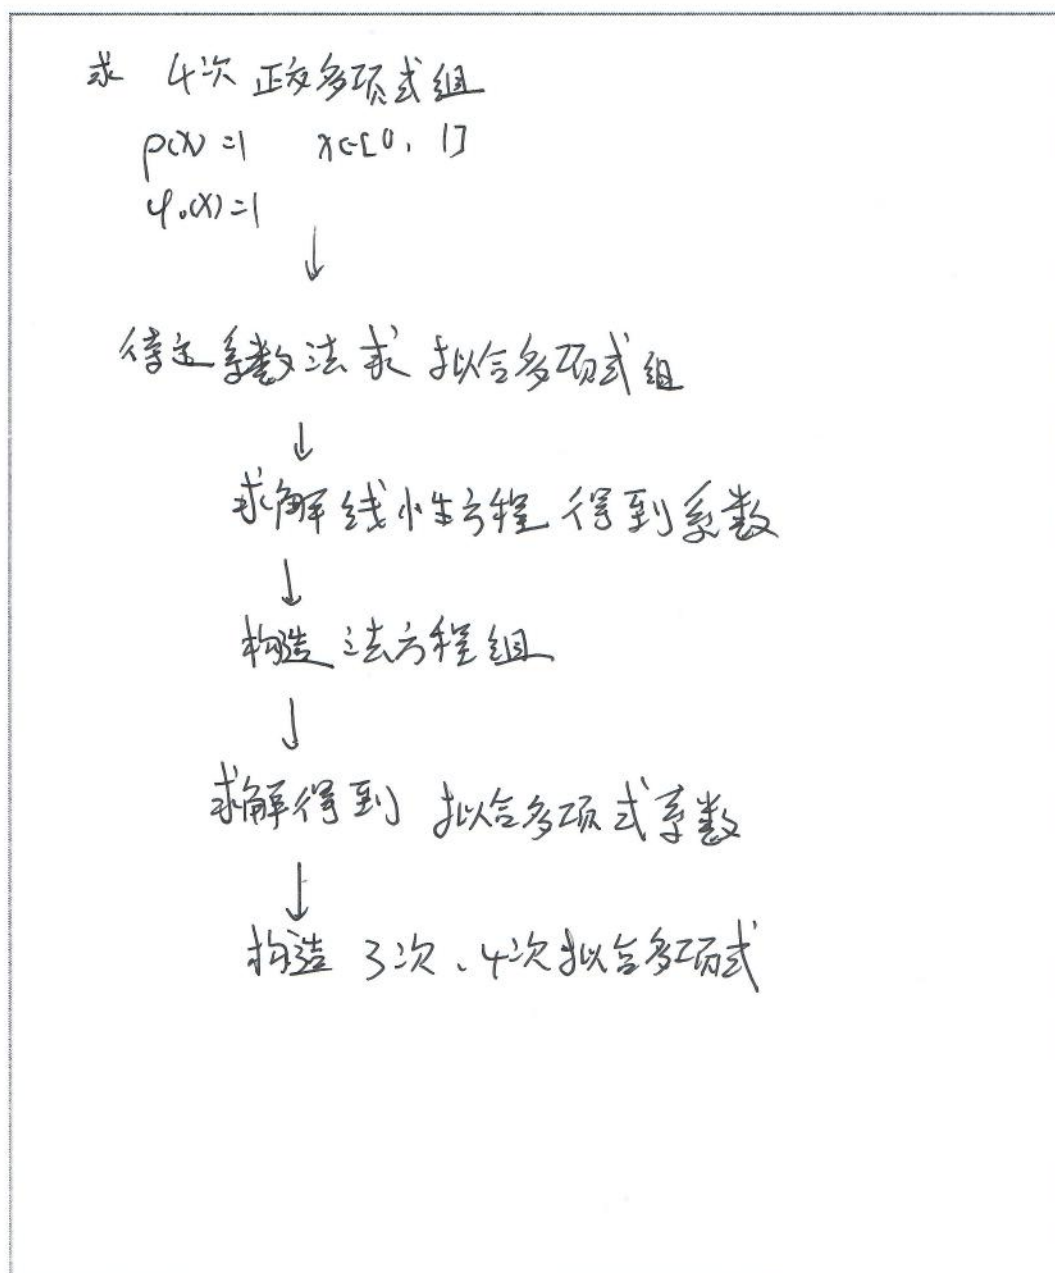 求 4次 正交多项式组
ρ(x)=1 x∈[0, 1]
φ₀(x)=1
↓
待定系数法求 拟合多项式组
↓
求解线性方程 得到系数
↓
构造法方程组
↓
求解得到 拟合多项式系数
↓
构造 3次、4次拟合多项式